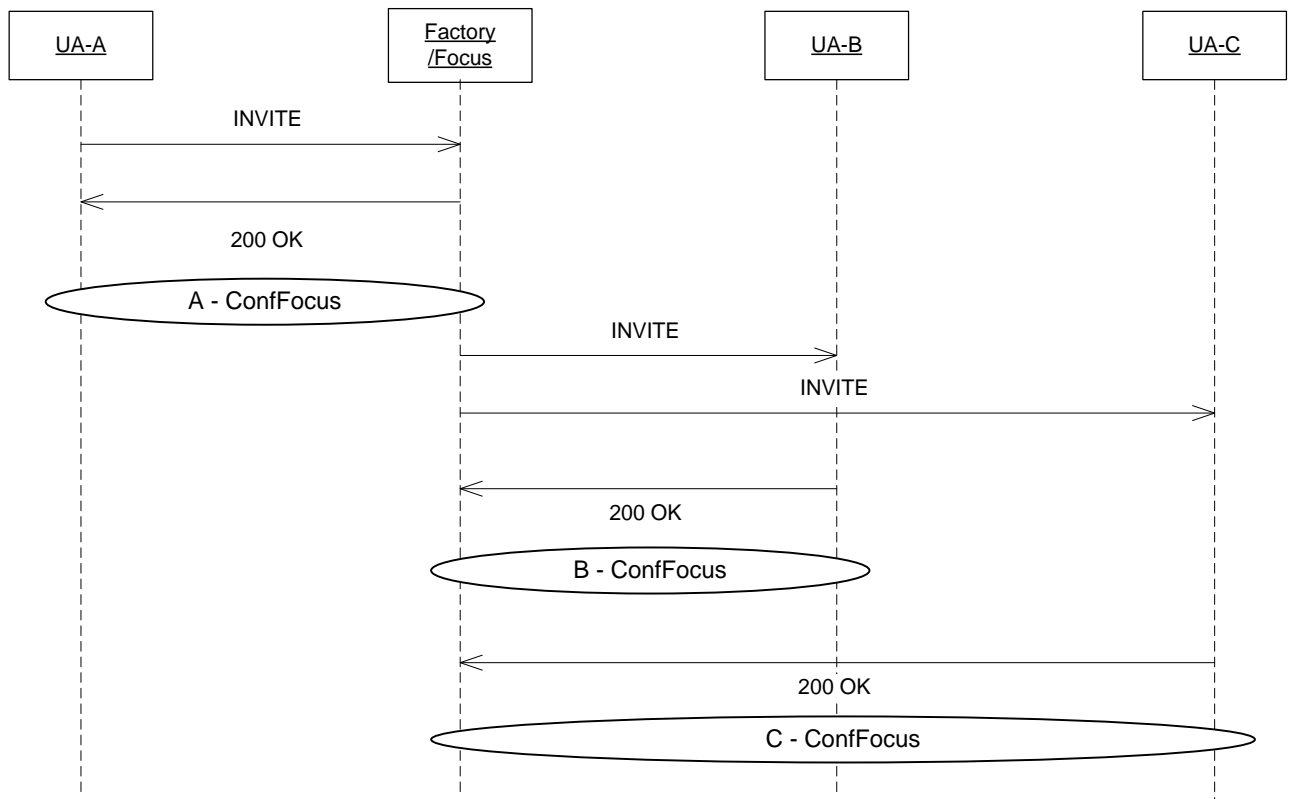 UA-A
Factory
/Focus
UA-B
UA-C
INVITE
200 OK
A - ConfFocus
INVITE
INVITE
200 OK
B - ConfFocus
200 OK
C - ConfFocus